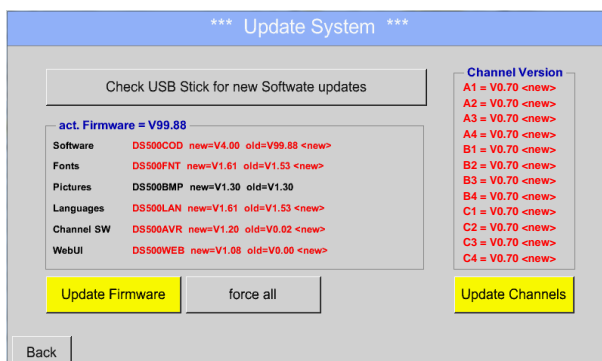 *** Update System ***
Check USB Stick for new Softwate updates
act. Firmware = V99.88
Software DS500COD new=V4.00 old=V99.88 <new>
Fonts DS500FNT new=V1.61 old=V1.53 <new>
Pictures DS500BMP new=V1.30 old=V1.30
Languages DS500LAN new=V1.61 old=V1.53 <new>
Channel SW DS500AVR new=V1.20 old=V0.02 <new>
WebUI DS500WEB new=V1.08 old=V0.00 <new>
Channel Version
A1 = V0.70 <new>
A2 = V0.70 <new>
A3 = V0.70 <new>
A4 = V0.70 <new>
B1 = V0.70 <new>
B2 = V0.70 <new>
B3 = V0.70 <new>
B4 = V0.70 <new>
C1 = V0.70 <new>
C2 = V0.70 <new>
C3 = V0.70 <new>
C4 = V0.70 <new>
Update Firmware
force all
Update Channels
Back